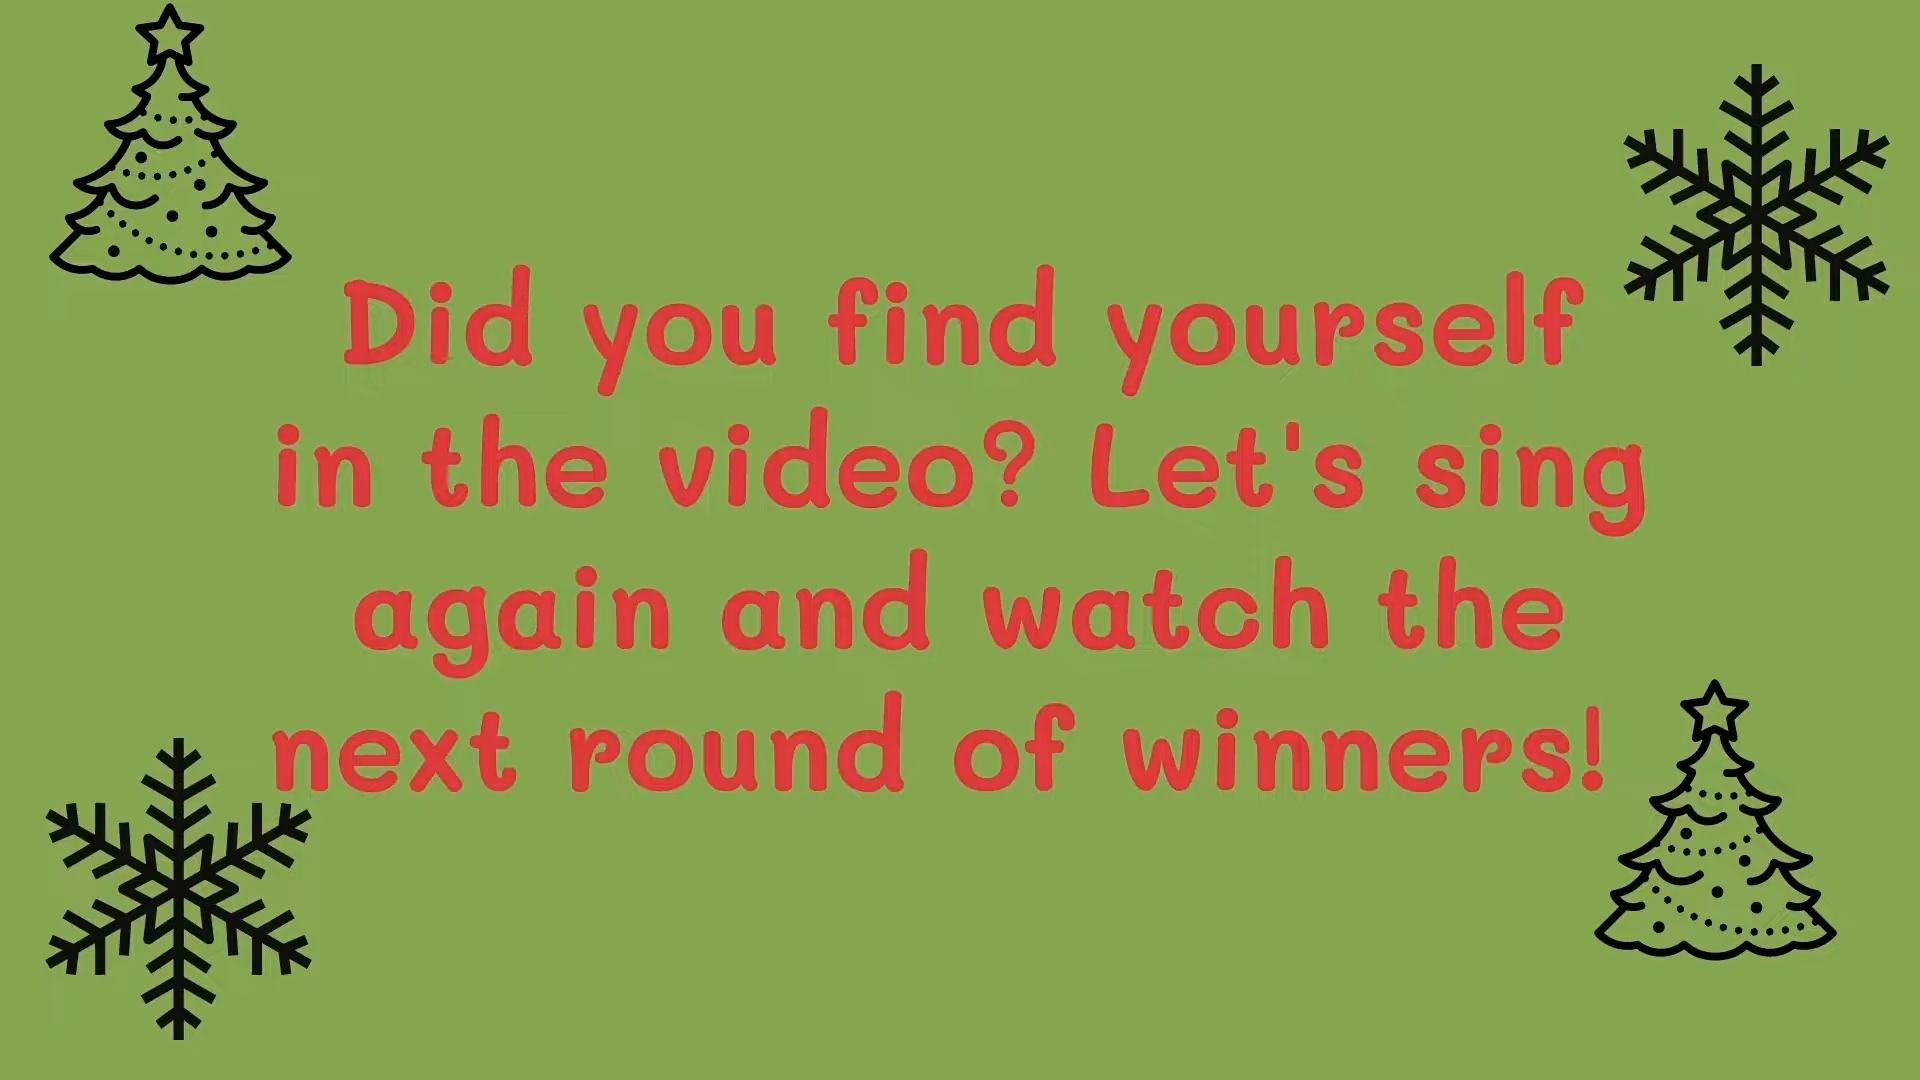 Did you find yourself
in the video? Let's sing
again and watch the
next round of winners!